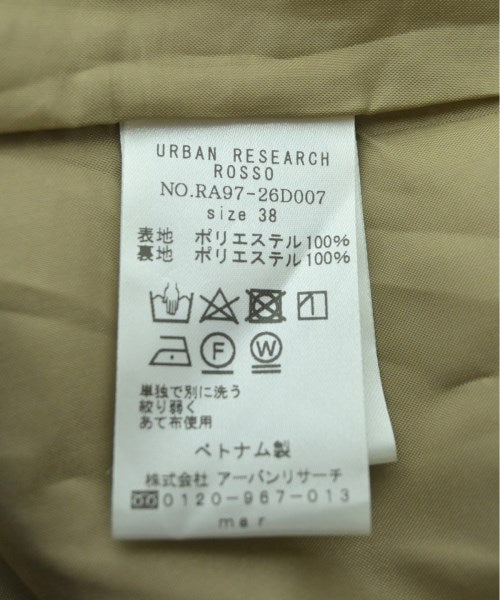 URBAN RESEARCH
ROSSO
NO.RA97-26D007
size 38
表地 ポリエステル100%
裏地 ポリエステル100%
F W
単独で別に洗う
絞り弱く
あて布使用
ベトナム製
株式会社 アーバンリサーチ
0120-987-013
mar